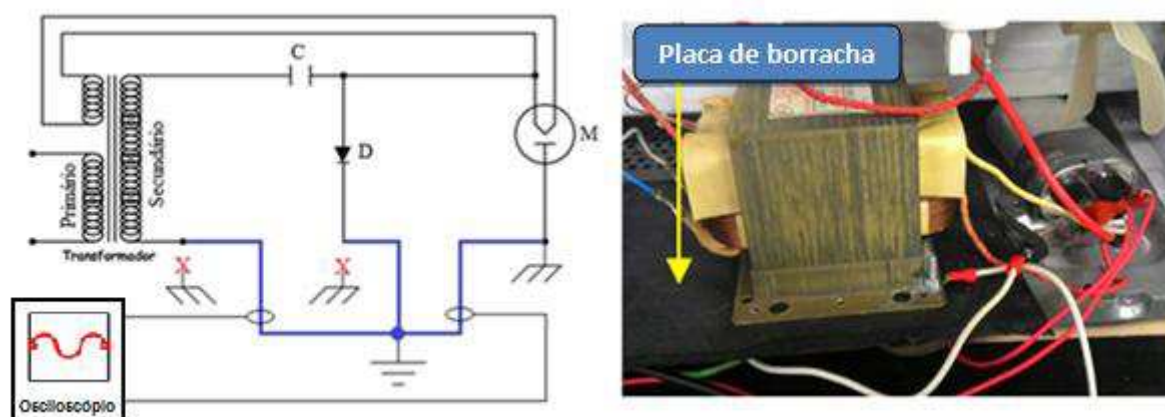 C
D
M
X
X
Primário
Secundário
Transformador
Osciloscópio
Placa de borracha